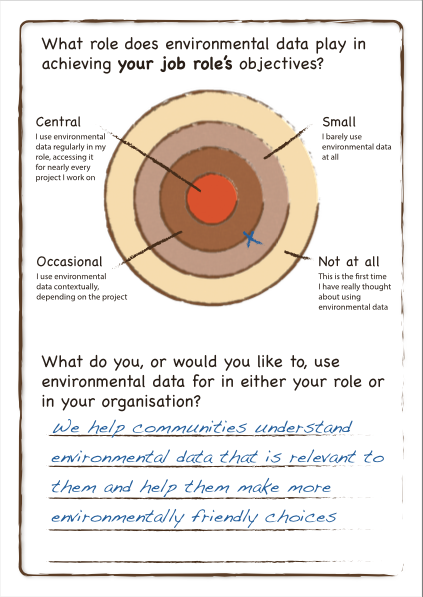 What role does environmental data play in
achieving your job role's objectives?
Central
I use environmental
data regularly in my
role, accessing it
for nearly every
project I work on
Small
I barely use
environmental data
at all
Occasional
I use environmental
data contextually,
depending on the project
Not at all
This is the first time
I have really thought
about using
environmental data
What do you, or would you like to, use
environmental data for in either your role or
in your organisation?
We help communities understand
environmental data that is relevant to
them and help them make more
environmentally friendly choices